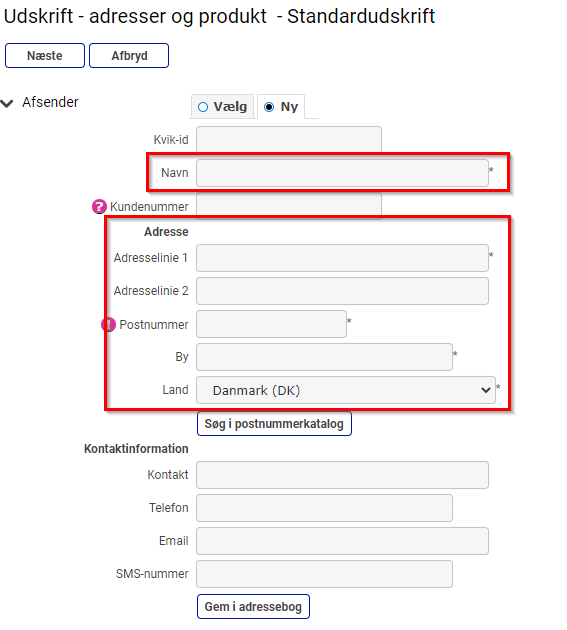 Udskrift - adresser og produkt - Standardudskrift
Næste Afbryd
Afsender Vælg Ny
Kvik-id
Navn *
? Kundenummer
Adresse
Adresselinie 1 *
Adresselinie 2
! Postnummer *
By *
Land Danmark (DK) *
Søg i postnummerkatalog
Kontaktinformation
Kontakt
Telefon
Email
SMS-nummer
Gem i adressebog